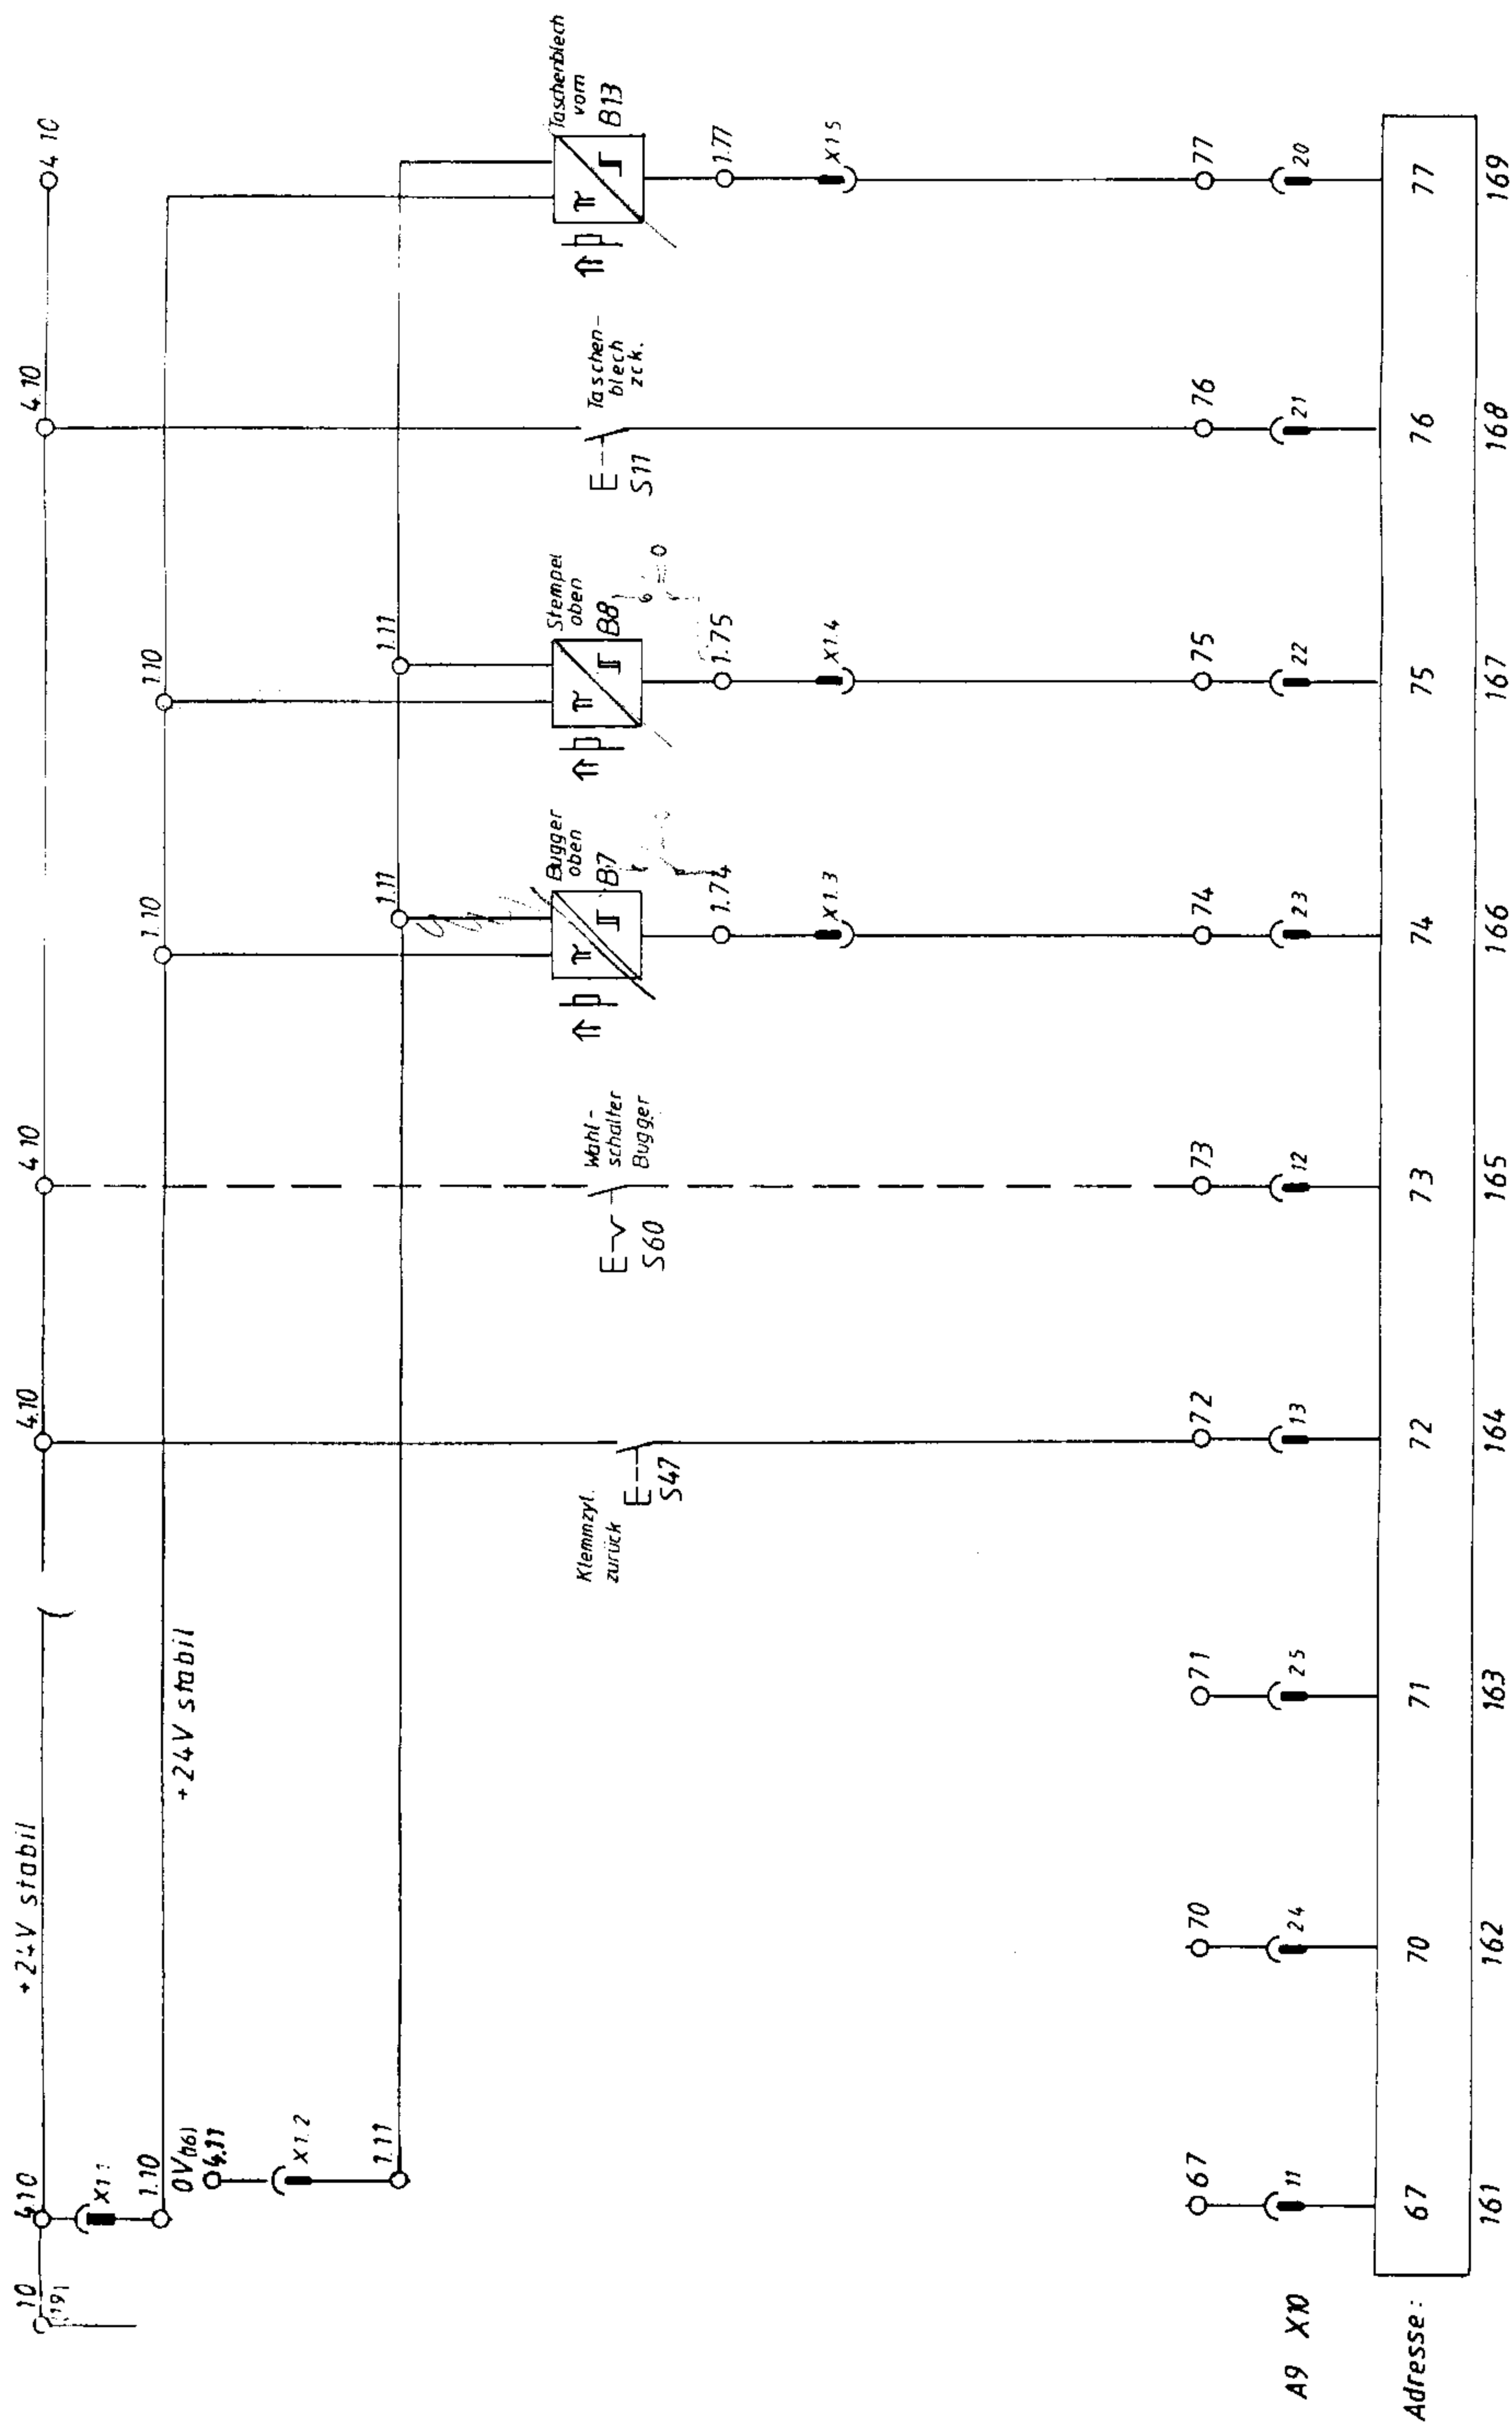 10
(19)
4.10
+24V stabil
4.10
4.10
4.10
4.10
X1.1
1.10
+24V stabil
1.10
1.10
0V (16)
4.11
X1.2
1.11
1.11
1.11
Klemmzyl.
zurück
S47
Wahl-
schalter
Bugger
S60
Bugger
oben
B7
Stempel
oben
B8
Taschen-
blech
zck.
S11
Taschenblech
vorn
B13
1.74
1.75
1.77
X1.3
X1.4
X1.5
67
70
71
72
73
74
75
76
77
A9 X10
11
24
25
13
12
23
22
21
20
Adresse:
67
70
71
72
73
74
75
76
77
161
162
163
164
165
166
167
168
169